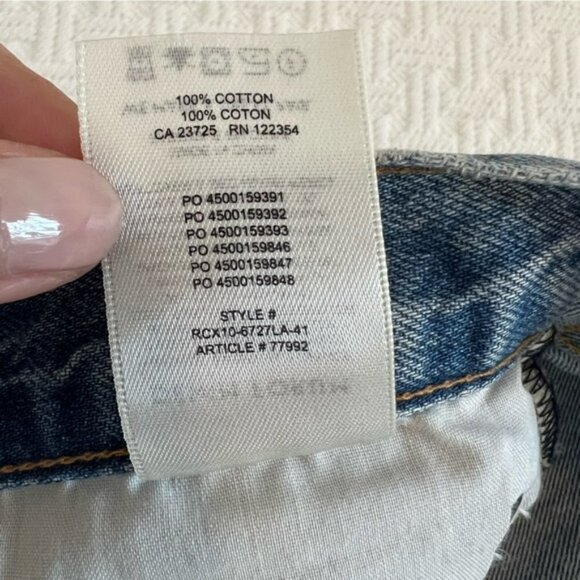 100% COTTON
100% COTON
CA 23725 RN 122354
PO 4500159391
PO 4500159392
PO 4500159393
PO 4500159846
PO 4500159847
PO 4500159848
STYLE #
RCX10-6727LA-41
ARTICLE # 77992